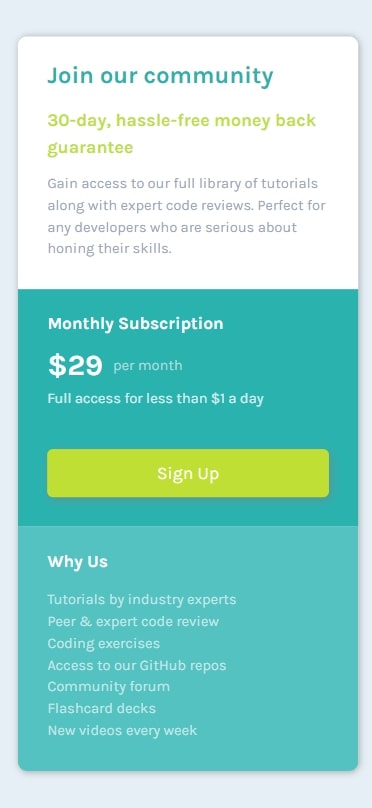 Join our community
30-day, hassle-free money back
guarantee
Gain access to our full library of tutorials
along with expert code reviews. Perfect for
any developers who are serious about
honing their skills.
Monthly Subscription
$29 per month
Full access for less than $1 a day
Sign Up
Why Us
Tutorials by industry experts
Peer & expert code review
Coding exercises
Access to our GitHub repos
Community forum
Flashcard decks
New videos every week